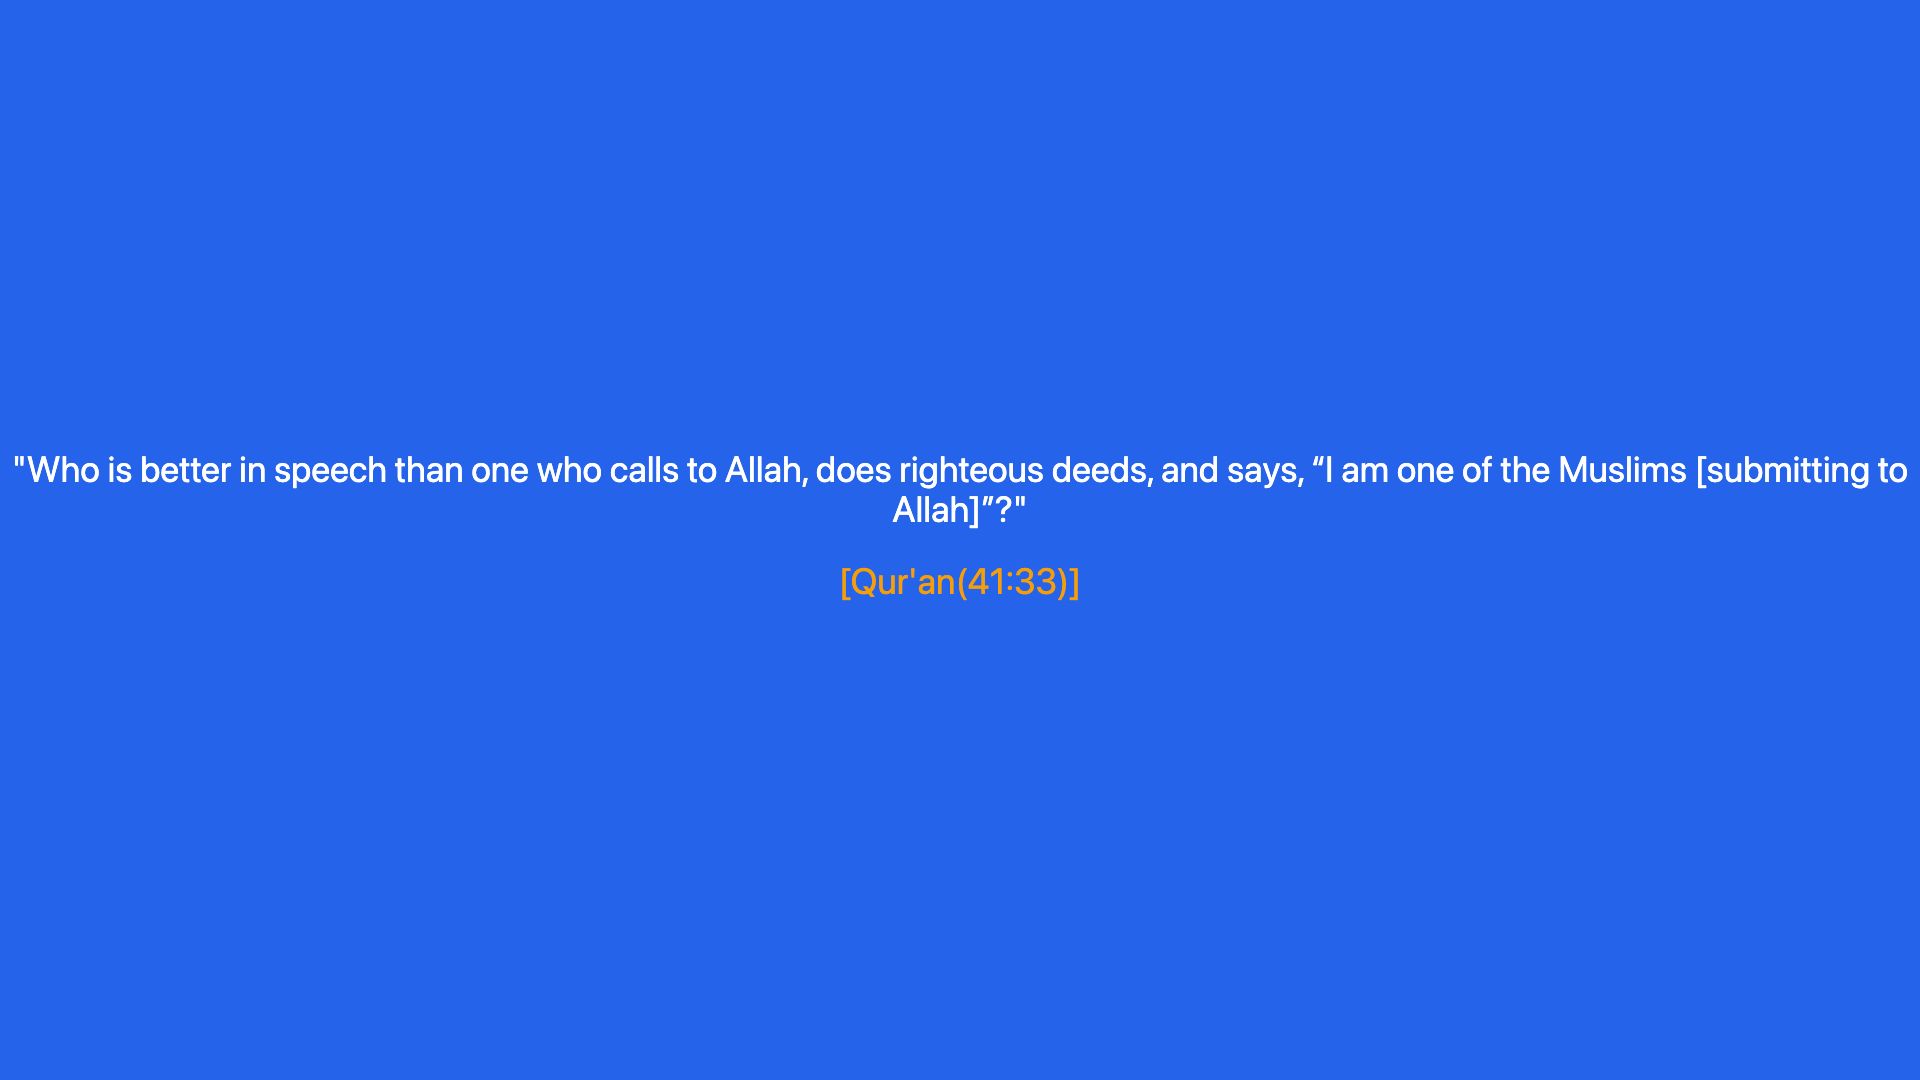 "Who is better in speech than one who calls to Allah, does righteous deeds, and says, “I am one of the Muslims [submitting to
Allah]”?"
[Qur'an(41:33)]